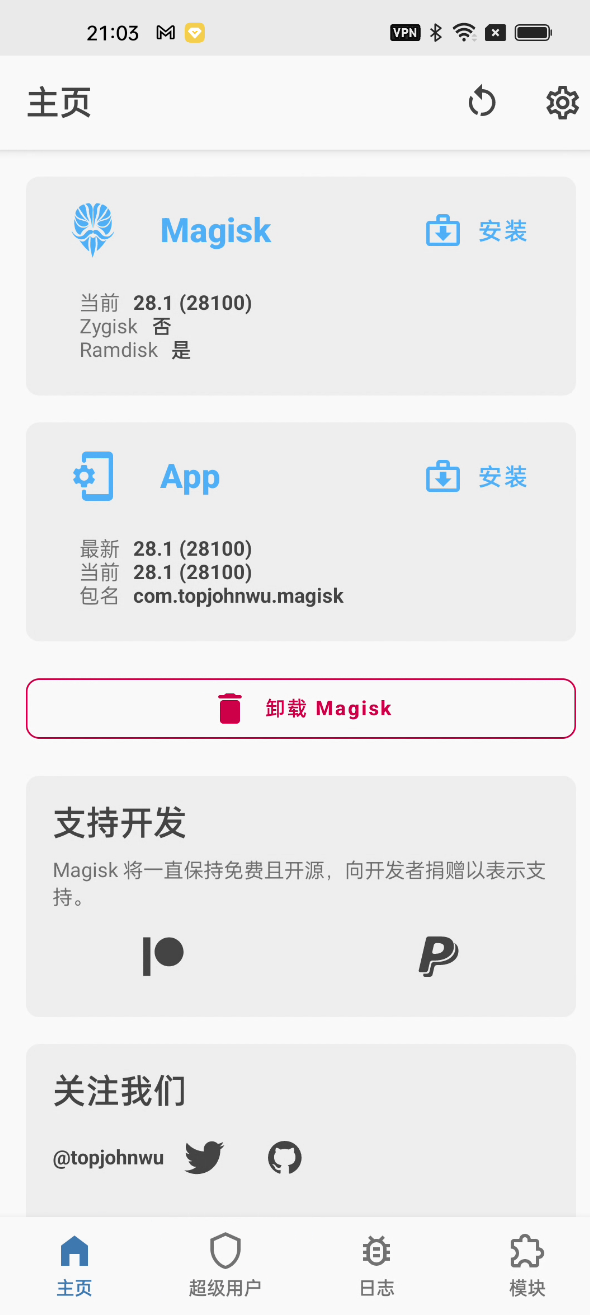 21:03 VPN
主页
Magisk 安装
当前 28.1 (28100)
Zygisk 否
Ramdisk 是
App 安装
最新 28.1 (28100)
当前 28.1 (28100)
包名 com.topjohnwu.magisk
卸载 Magisk
支持开发
Magisk 将一直保持免费且开源，向开发者捐赠以表示支
持。
关注我们
@topjohnwu
主页 超级用户 日志 模块